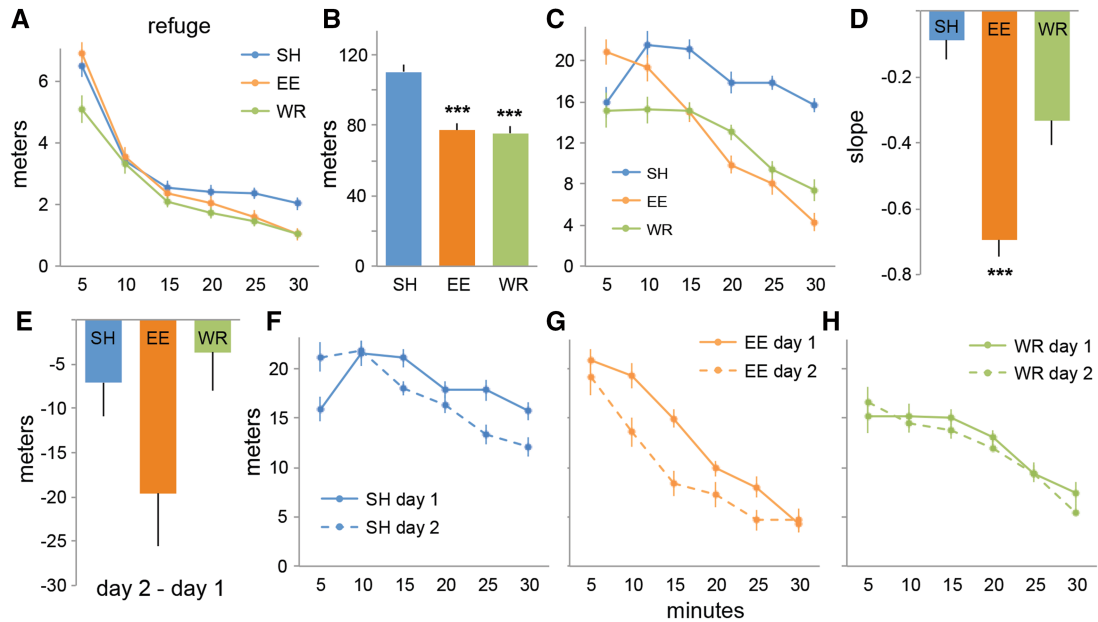 A
refuge
SH
EE
WR
meters
6
4
2
0
5 10 15 20 25 30
B
meters
120
80
40
0
***
***
SH EE WR
C
20
16
12
8
4
0
SH
EE
WR
5 10 15 20 25 30
D
slope
SH EE WR
-0.2
-0.4
-0.6
-0.8
***
E
meters
SH EE WR
-5
-10
-15
-20
-25
-30
day 2 - day 1
F
meters
20
15
10
5
0
SH day 1
SH day 2
5 10 15 20 25 30
G
EE day 1
EE day 2
5 10 15 20 25 30
minutes
H
WR day 1
WR day 2
5 10 15 20 25 30